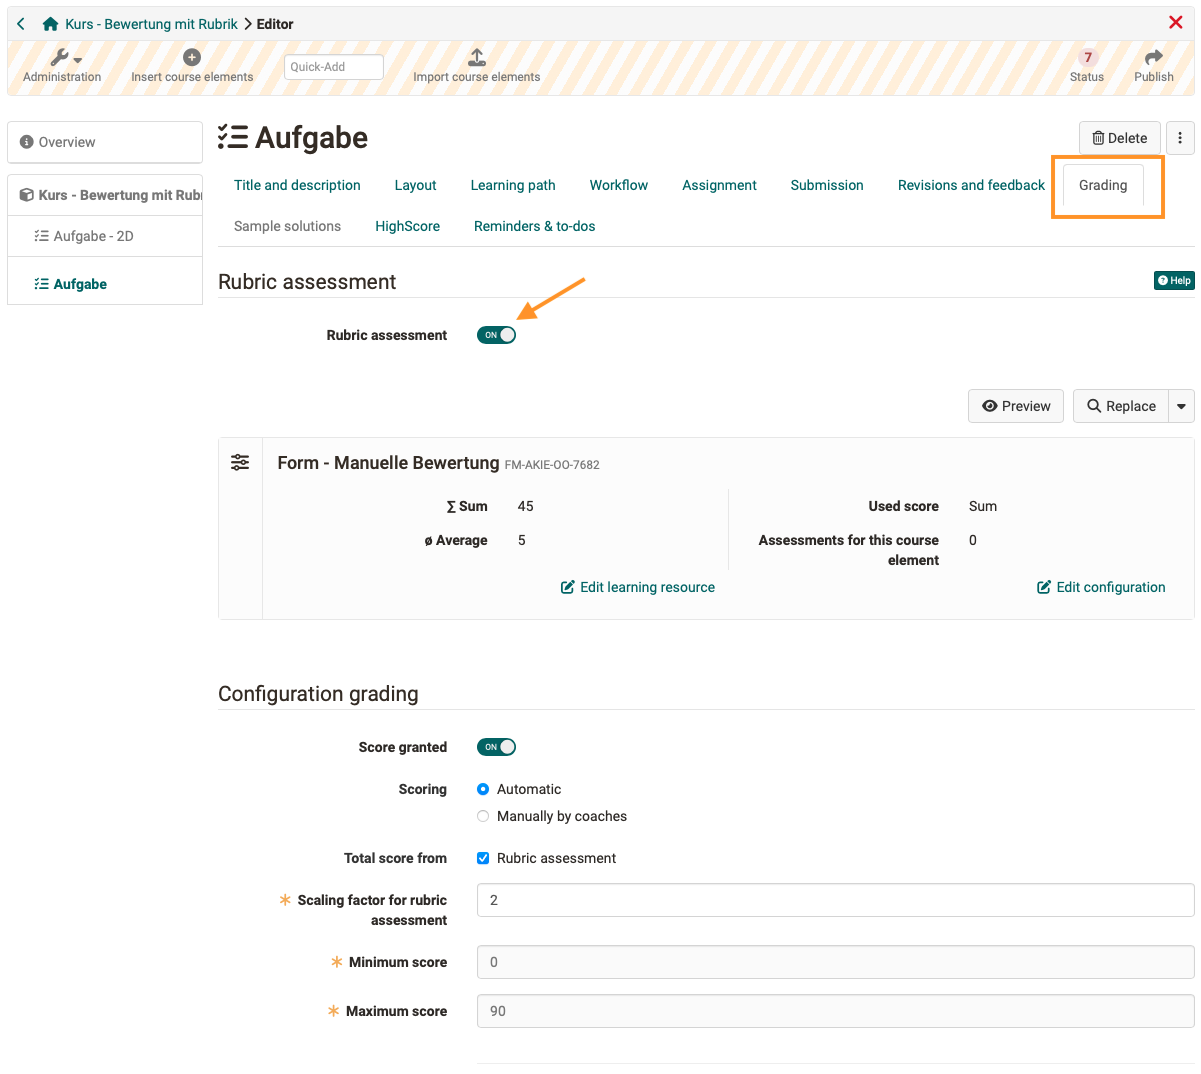 Kurs - Bewertung mit Rubrik > Editor
Administration
Insert course elements
Quick-Add
Import course elements
7
Status
Publish
Overview
Kurs - Bewertung mit Rub
Aufgabe - 2D
Aufgabe
Aufgabe
Delete
Title and description
Layout
Learning path
Workflow
Assignment
Submission
Revisions and feedback
Grading
Sample solutions
HighScore
Reminders & to-dos
Rubric assessment
Help
Rubric assessment
ON
Preview
Replace
Form - Manuelle Bewertung FM-AKIE-OO-7682
∑ Sum 45
ø Average 5
Used score Sum
Assessments for this course 0
element
Edit learning resource
Edit configuration
Configuration grading
Score granted ON
Scoring Automatic
Manually by coaches
Total score from Rubric assessment
Scaling factor for rubric 2
assessment
Minimum score 0
Maximum score 90